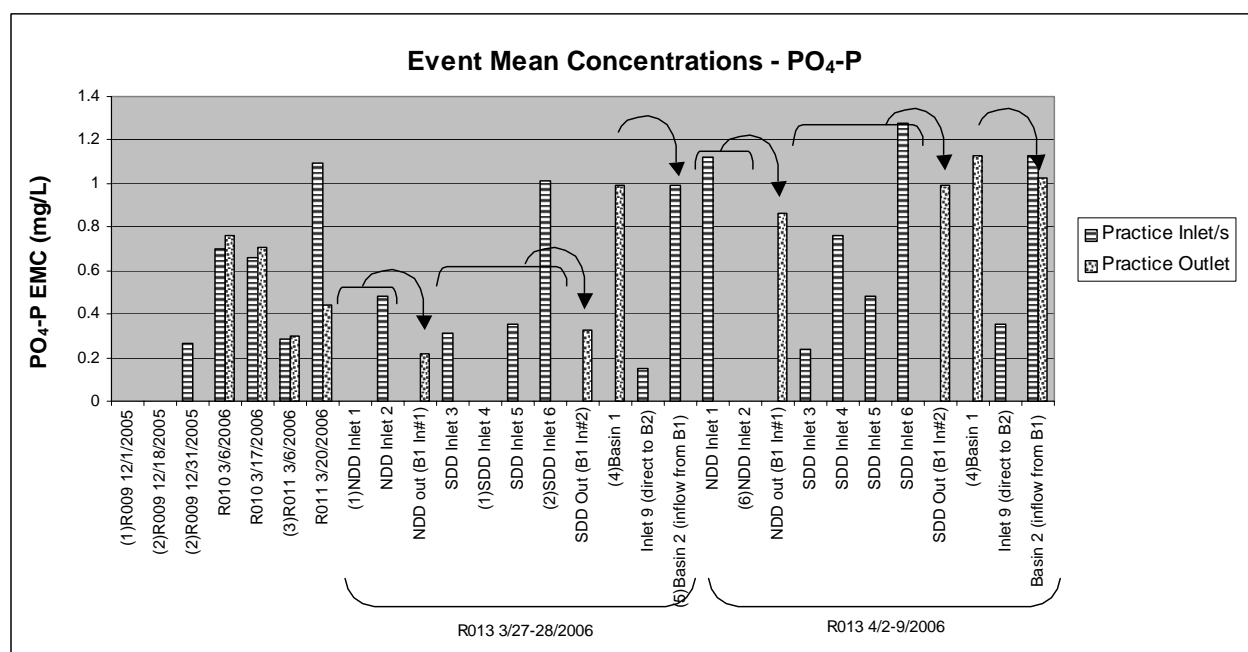 Event Mean Concentrations - PO₄-P
PO₄-P EMC (mg/L)
1.4
1.2
1
0.8
0.6
0.4
0.2
0
Practice Inlet/s
Practice Outlet
(1)R009 12/1/2005
(2)R009 12/18/2005
(2)R009 12/31/2005
R010 3/6/2006
R010 3/17/2006
(3)R011 3/6/2006
R011 3/20/2006
(1)NDD Inlet 1
NDD Inlet 2
NDD out (B1 In#1)
SDD Inlet 3
(1)SDD Inlet 4
SDD Inlet 5
(2)SDD Inlet 6
SDD Out (B1 In#2)
(4)Basin 1
Inlet 9 (direct to B2)
(5)Basin 2 (inflow from B1)
NDD Inlet 1
(6)NDD Inlet 2
NDD out (B1 In#1)
SDD Inlet 3
SDD Inlet 4
SDD Inlet 5
SDD Inlet 6
SDD Out (B1 In#2)
(4)Basin 1
Inlet 9 (direct to B2)
Basin 2 (inflow from B1)
R013 3/27-28/2006
R013 4/2-9/2006